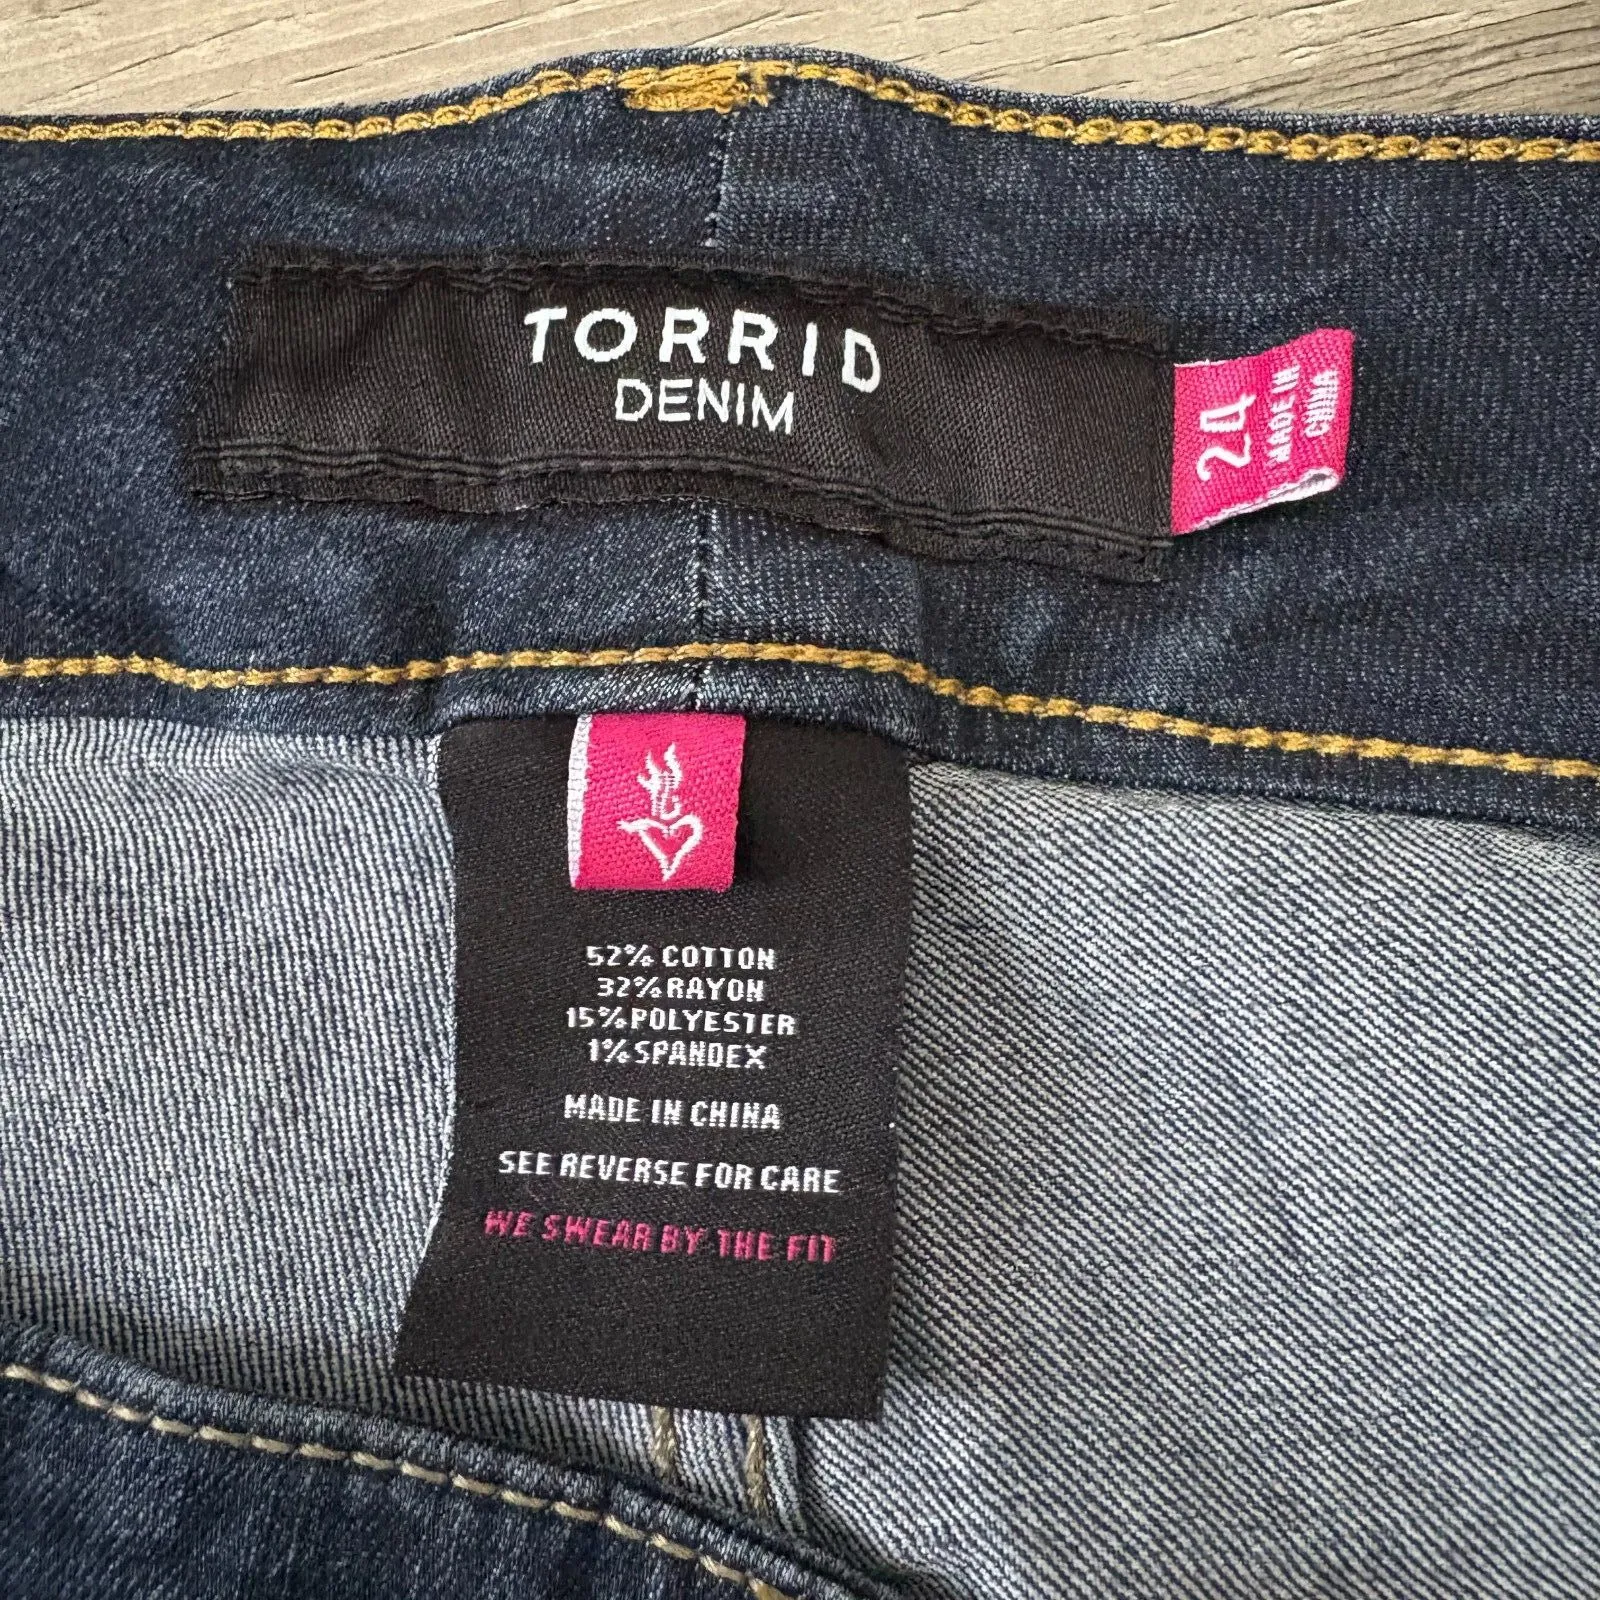 TORRID
DENIM
24
MADE IN
CHINA
52% COTTON
32% RAYON
15% POLYESTER
1% SPANDEX
MADE IN CHINA
SEE REVERSE FOR CARE
WE SWEAR BY THE FIT